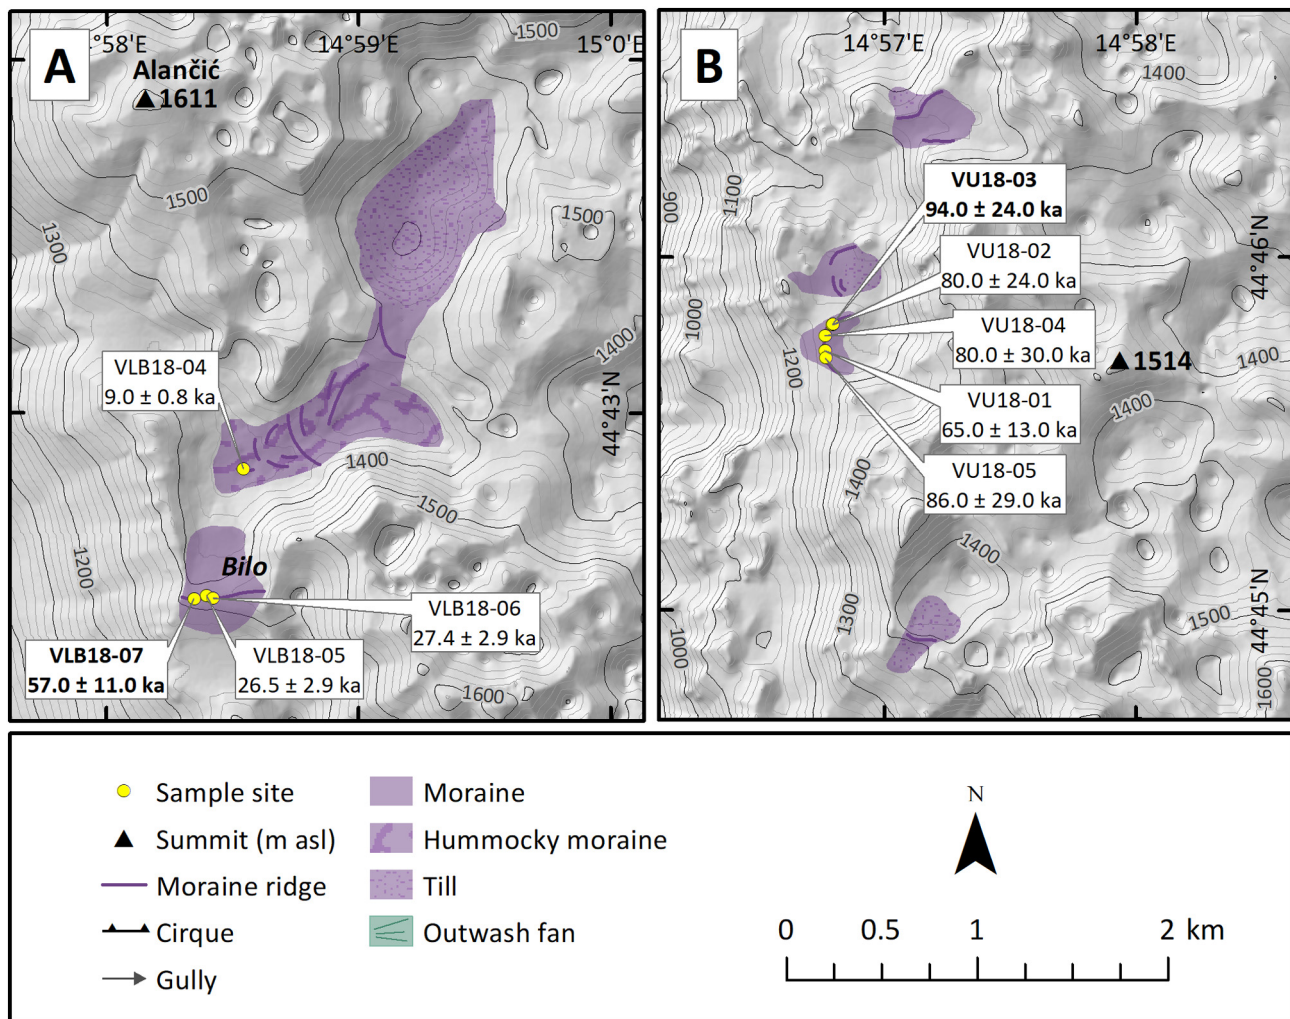 A
4°58'E
14°59'E
15°0'E
1500
Alančić
1611
1500
1500
1300
1400
VLB18-04
9.0 ± 0.8 ka
44°43'N
1400
1500
1200
Bilo
VLB18-06
27.4 ± 2.9 ka
VLB18-07
57.0 ± 11.0 ka
VLB18-05
26.5 ± 2.9 ka
1600
B
14°57'E
14°58'E
1400
900
1100
VU18-03
94.0 ± 24.0 ka
VU18-02
80.0 ± 24.0 ka
44°46'N
1000
VU18-04
80.0 ± 30.0 ka
1200
1514
1400
1400
VU18-01
65.0 ± 13.0 ka
VU18-05
86.0 ± 29.0 ka
1400
1400
1300
1000
1500
44°45'N
1600
Sample site
Summit (m asl)
Moraine ridge
Cirque
Gully
Moraine
Hummocky moraine
Till
Outwash fan
N
0 0.5 1 2 km